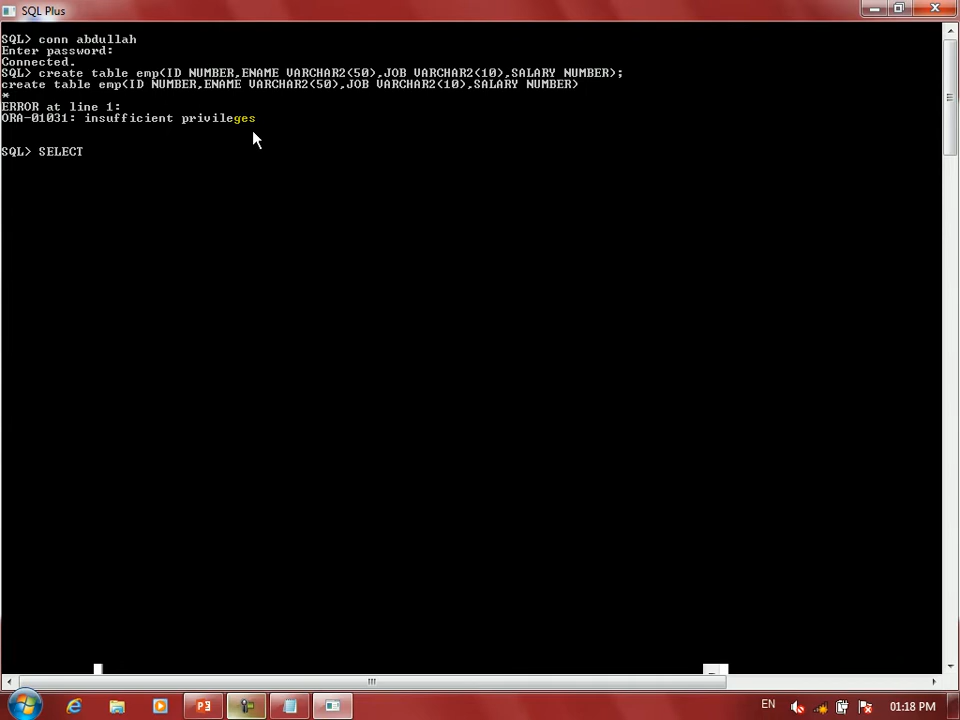 SQL Plus
SQL> conn abdullah
Enter password:
Connected.
SQL> create table emp(ID NUMBER,ENAME VARCHAR2(50),JOB VARCHAR2(10),SALARY NUMBER);
create table emp(ID NUMBER,ENAME VARCHAR2(50),JOB VARCHAR2(10),SALARY NUMBER)
*
ERROR at line 1:
ORA-01031: insufficient privileges
SQL> SELECT
EN
01:18 PM